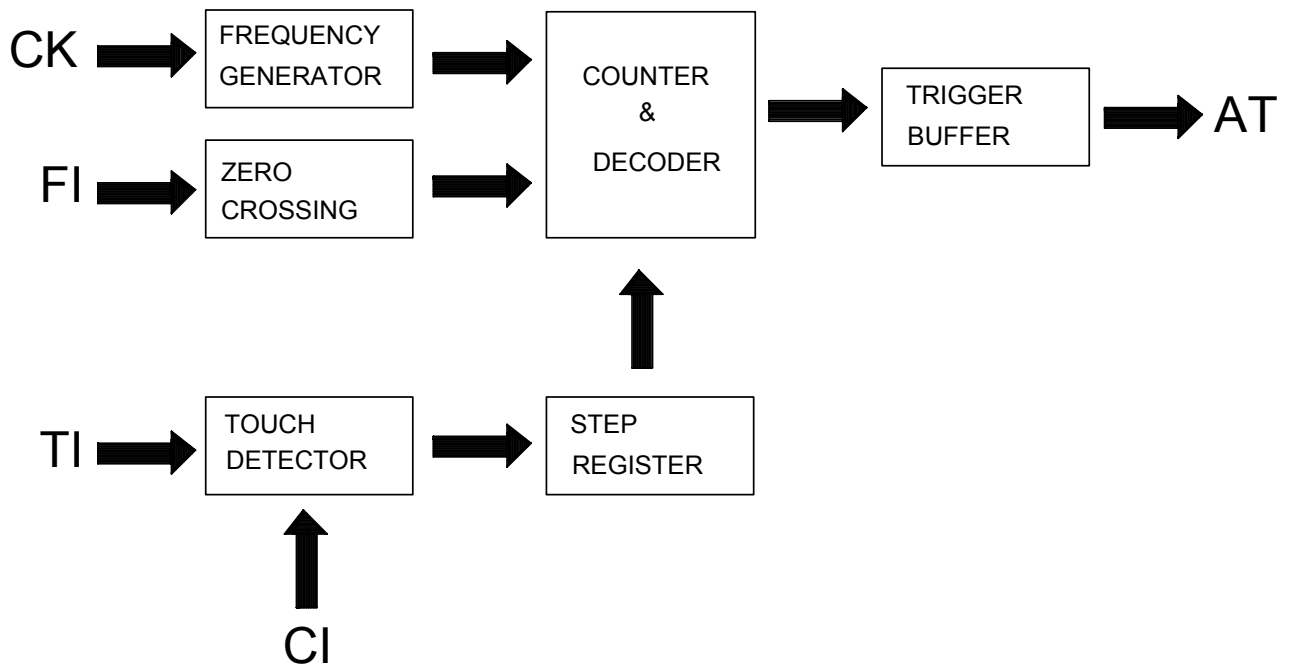 CK
FREQUENCY
GENERATOR
COUNTER
&
DECODER
TRIGGER
BUFFER
AT
FI
ZERO
CROSSING
TI
TOUCH
DETECTOR
STEP
REGISTER
CI